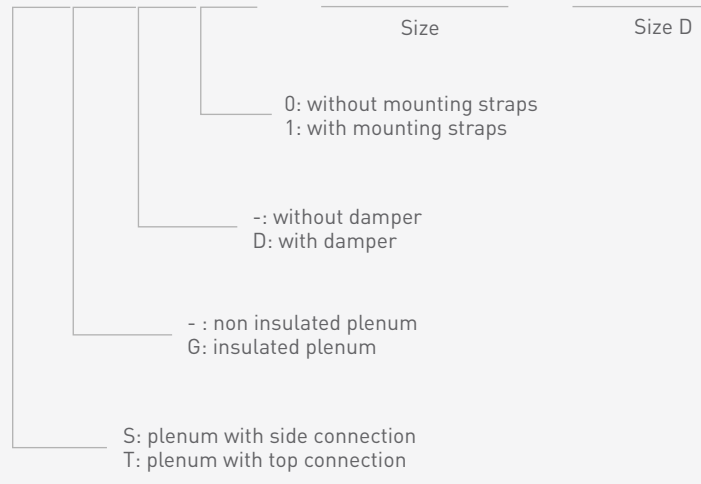 Size Size D
0: without mounting straps
1: with mounting straps
-: without damper
D: with damper
- : non insulated plenum
G: insulated plenum
S: plenum with side connection
T: plenum with top connection